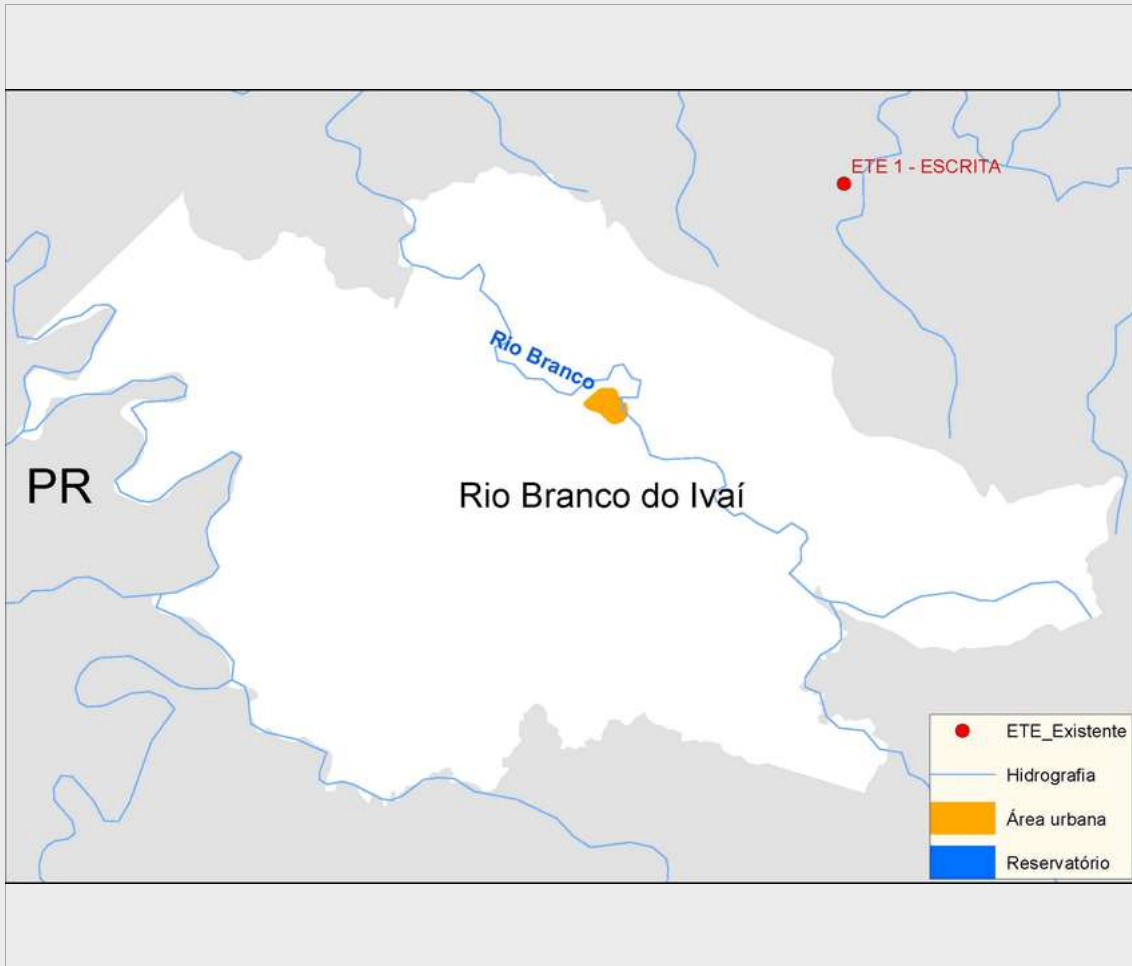 ETE 1 - ESCRITA
Rio Branco
PR
Rio Branco do Ivaí
ETE_Existente
Hidrografia
Área urbana
Reservatório